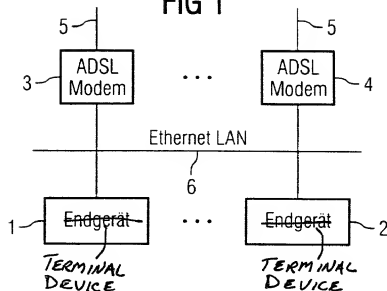 FIG 1
5 5
3 ADSL Modem ... ADSL Modem 4
Ethernet LAN
6
1 Endgerät ... Endgerät 2
TERMINAL DEVICE TERMINAL DEVICE